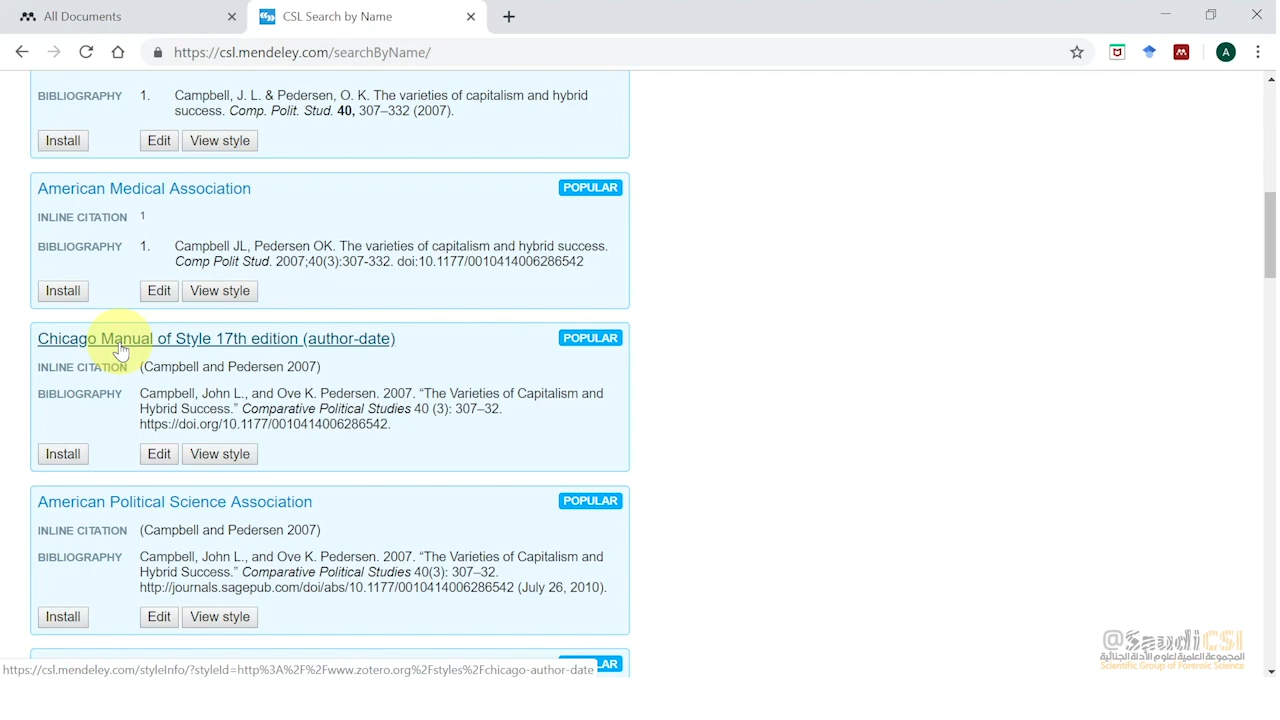 All Documents
CSL Search by Name
https://csl.mendeley.com/searchByName/
A
BIBLIOGRAPHY 1. Campbell, J. L. & Pedersen, O. K. The varieties of capitalism and hybrid
success. Comp. Polit. Stud. 40, 307–332 (2007).
Install Edit View style
American Medical Association POPULAR
INLINE CITATION 1
BIBLIOGRAPHY 1. Campbell JL, Pedersen OK. The varieties of capitalism and hybrid success.
Comp Polit Stud. 2007;40(3):307-332. doi:10.1177/0010414006286542
Install Edit View style
Chicago Manual of Style 17th edition (author-date) POPULAR
INLINE CITATION (Campbell and Pedersen 2007)
BIBLIOGRAPHY Campbell, John L., and Ove K. Pedersen. 2007. “The Varieties of Capitalism and
Hybrid Success.” Comparative Political Studies 40 (3): 307–32.
https://doi.org/10.1177/0010414006286542.
Install Edit View style
American Political Science Association POPULAR
INLINE CITATION (Campbell and Pedersen 2007)
BIBLIOGRAPHY Campbell, John L., and Ove K. Pedersen. 2007. “The Varieties of Capitalism and
Hybrid Success.” Comparative Political Studies 40(3): 307–32.
http://journals.sagepub.com/doi/abs/10.1177/0010414006286542 (July 26, 2010).
Install Edit View style
https://csl.mendeley.com/styleInfo/?styleId=http%3A%2F%2Fwww.zotero.org%2Fstyles%2Fchicago-author-date
@SaudiCSI
المجموعة العلمية لعلوم الأدلة الجنائية
Scientific Group of Forensic Science